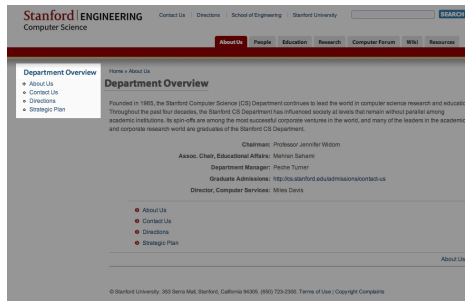 Stanford ENGINEERING
Computer Science
Contact Us | Directions | School of Engineering | Stanford University
SEARCH
About Us People Education Research Computer Forum Wiki Resources
Department Overview
About Us
Contact Us
Directions
Strategic Plan
Home » About Us
Department Overview
Founded in 1965, the Stanford Computer Science (CS) Department continues to lead the world in computer science research and educatio
Throughout the past four decades, the Stanford CS Department has influenced society at levels that remain without parallel among
academic institutions. Its spin-offs are among the most successful corporate ventures in the world, and many of the leaders in the academic
and corporate research world are graduates of the Stanford CS Department.
Chairman: Professor Jennifer Widom
Assoc. Chair, Educational Affairs: Mehran Sahami
Department Manager: Peche Turner
Graduate Admissions: http://cs.stanford.edu/admissions/contact-us
Director, Computer Services: Miles Davis
About Us
Contact Us
Directions
Strategic Plan
About Us
© Stanford University. 353 Serra Mall, Stanford, California 94305. (650) 723-2300. Terms of Use | Copyright Complaints